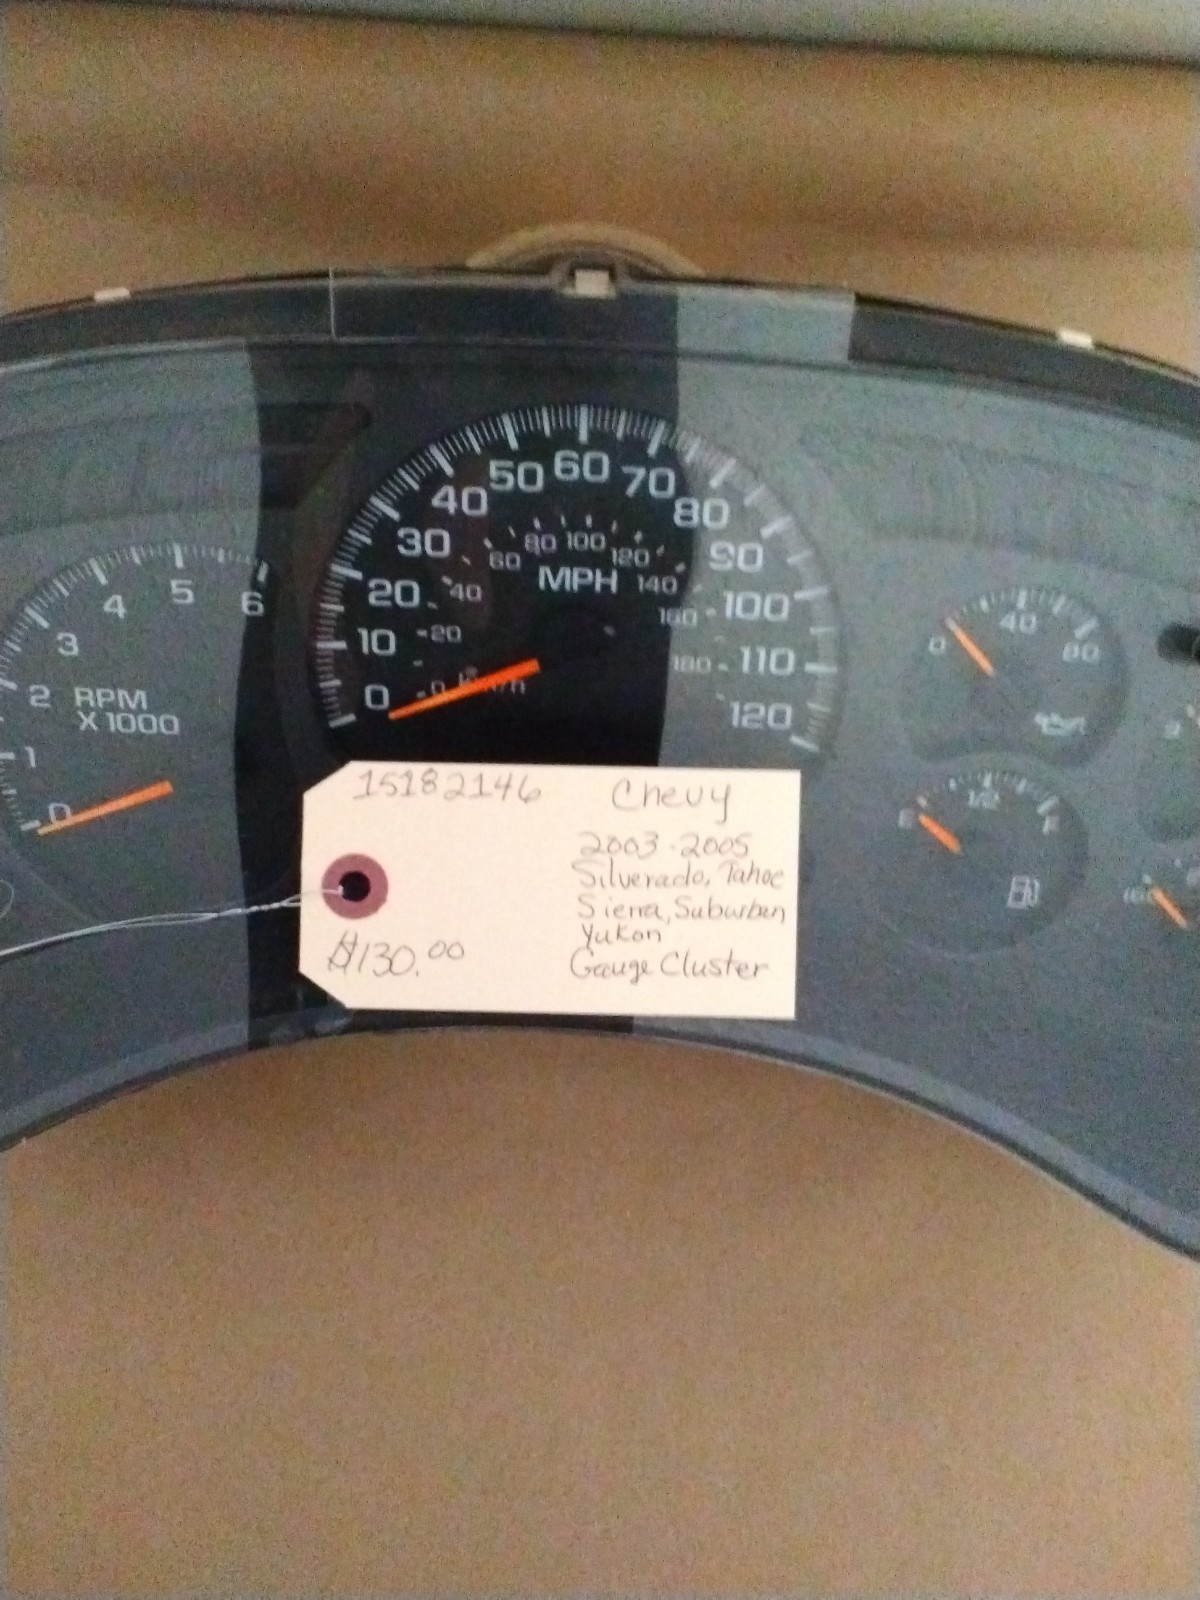 50 60 70
40 80
30 90
20 100
10 110
0 120
60 80 100 120
40 140
20 160
0 km/h 180
MPH
4 5 6
3
2
1
0
RPM
X 1000
0 40 80
E 1/2 F
15182146
Chevy
2003-2005
Silverado, Tahoe
Sierra, Suburban,
Yukon
Gauge Cluster
$130.00